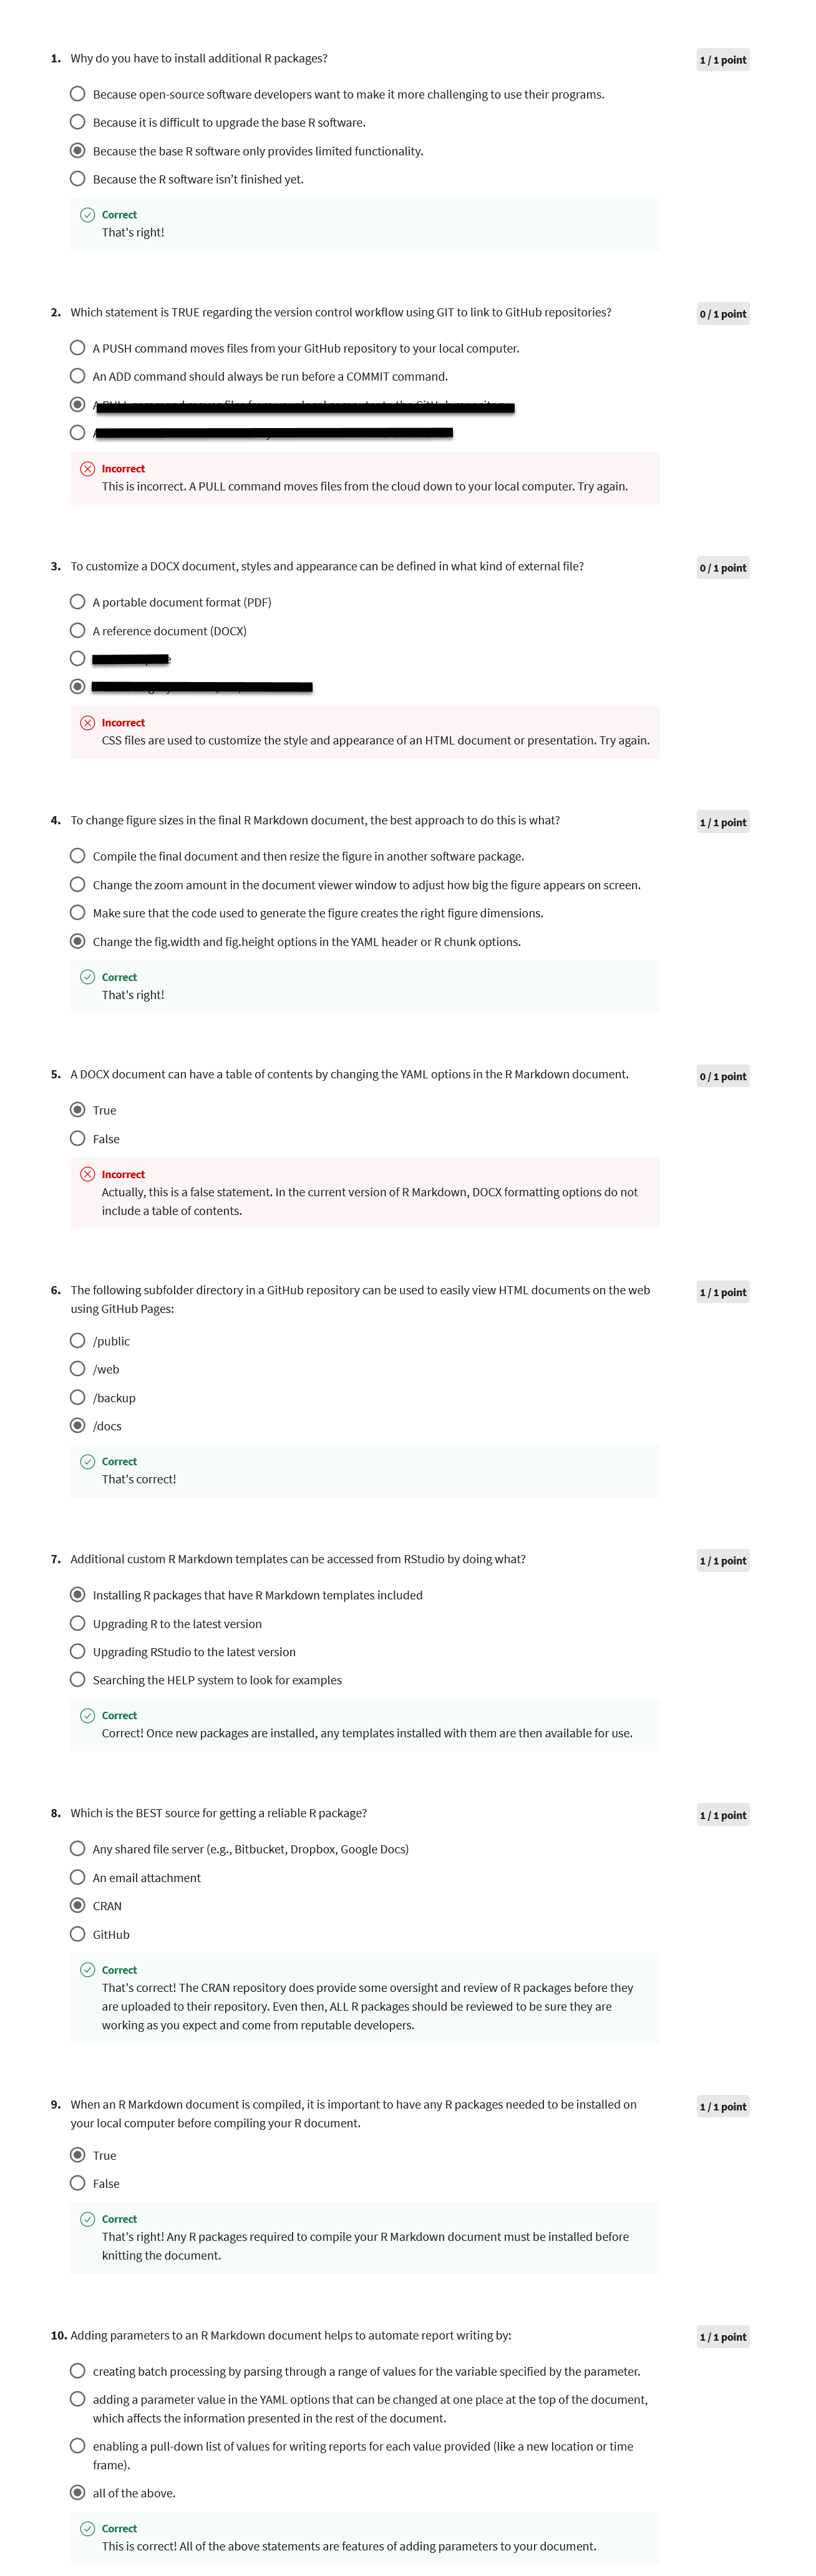 1. Why do you have to install additional R packages?
1 / 1 point
Because open-source software developers want to make it more challenging to use their programs.
Because it is difficult to upgrade the base R software.
Because the base R software only provides limited functionality.
Because the R software isn't finished yet.
Correct
That's right!
2. Which statement is TRUE regarding the version control workflow using GIT to link to GitHub repositories?
0 / 1 point
A PUSH command moves files from your GitHub repository to your local computer.
An ADD command should always be run before a COMMIT command.
Incorrect
This is incorrect. A PULL command moves files from the cloud down to your local computer. Try again.
3. To customize a DOCX document, styles and appearance can be defined in what kind of external file?
0 / 1 point
A portable document format (PDF)
A reference document (DOCX)
Incorrect
CSS files are used to customize the style and appearance of an HTML document or presentation. Try again.
4. To change figure sizes in the final R Markdown document, the best approach to do this is what?
1 / 1 point
Compile the final document and then resize the figure in another software package.
Change the zoom amount in the document viewer window to adjust how big the figure appears on screen.
Make sure that the code used to generate the figure creates the right figure dimensions.
Change the fig.width and fig.height options in the YAML header or R chunk options.
Correct
That's right!
5. A DOCX document can have a table of contents by changing the YAML options in the R Markdown document.
0 / 1 point
True
False
Incorrect
Actually, this is a false statement. In the current version of R Markdown, DOCX formatting options do not
include a table of contents.
6. The following subfolder directory in a GitHub repository can be used to easily view HTML documents on the web
using GitHub Pages:
1 / 1 point
/public
/web
/backup
/docs
Correct
That's correct!
7. Additional custom R Markdown templates can be accessed from RStudio by doing what?
1 / 1 point
Installing R packages that have R Markdown templates included
Upgrading R to the latest version
Upgrading RStudio to the latest version
Searching the HELP system to look for examples
Correct
Correct! Once new packages are installed, any templates installed with them are then available for use.
8. Which is the BEST source for getting a reliable R package?
1 / 1 point
Any shared file server (e.g., Bitbucket, Dropbox, Google Docs)
An email attachment
CRAN
GitHub
Correct
That's correct! The CRAN repository does provide some oversight and review of R packages before they
are uploaded to their repository. Even then, ALL R packages should be reviewed to be sure they are
working as you expect and come from reputable developers.
9. When an R Markdown document is compiled, it is important to have any R packages needed to be installed on
your local computer before compiling your R document.
1 / 1 point
True
False
Correct
That's right! Any R packages required to compile your R Markdown document must be installed before
knitting the document.
10. Adding parameters to an R Markdown document helps to automate report writing by:
1 / 1 point
creating batch processing by parsing through a range of values for the variable specified by the parameter.
adding a parameter value in the YAML options that can be changed at one place at the top of the document,
which affects the information presented in the rest of the document.
enabling a pull-down list of values for writing reports for each value provided (like a new location or time
frame).
all of the above.
Correct
This is correct! All of the above statements are features of adding parameters to your document.